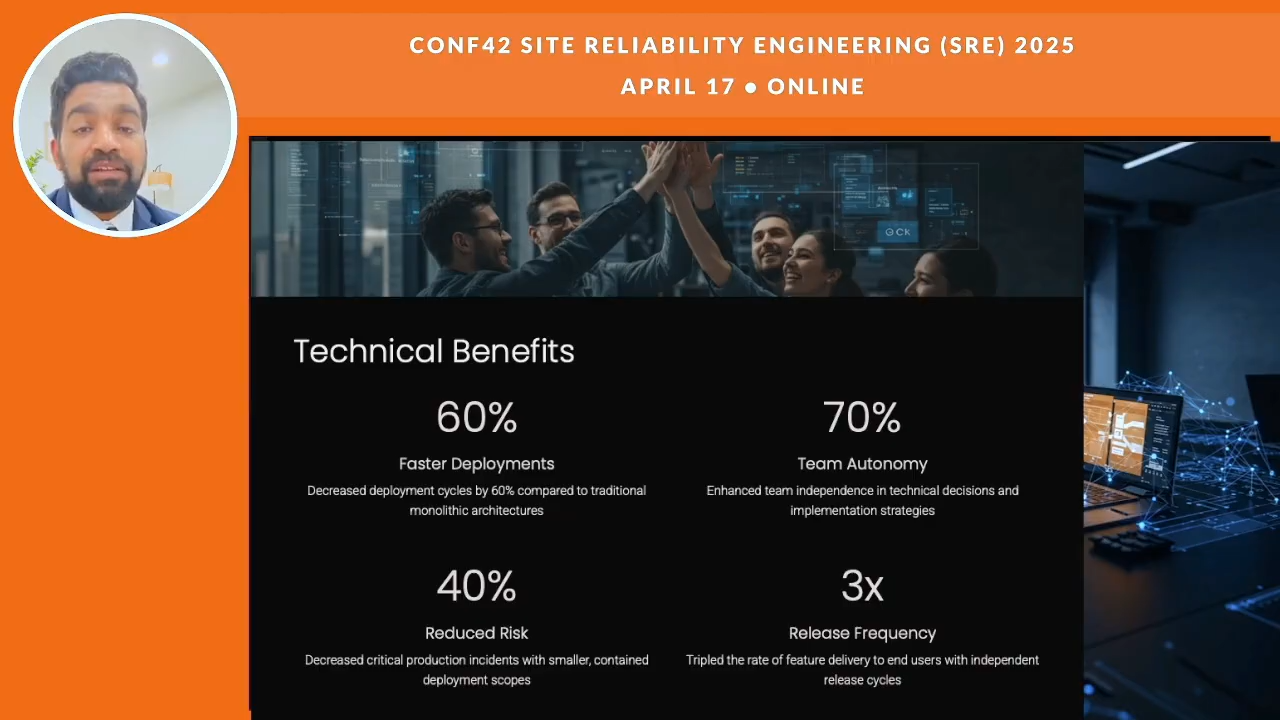 CONF42 SITE RELIABILITY ENGINEERING (SRE) 2025
APRIL 17 ● ONLINE
OCK
Technical Benefits
60%
Faster Deployments
Decreased deployment cycles by 60% compared to traditional
monolithic architectures
70%
Team Autonomy
Enhanced team independence in technical decisions and
implementation strategies
40%
Reduced Risk
Decreased critical production incidents with smaller, contained
deployment scopes
3x
Release Frequency
Tripled the rate of feature delivery to end users with independent
release cycles